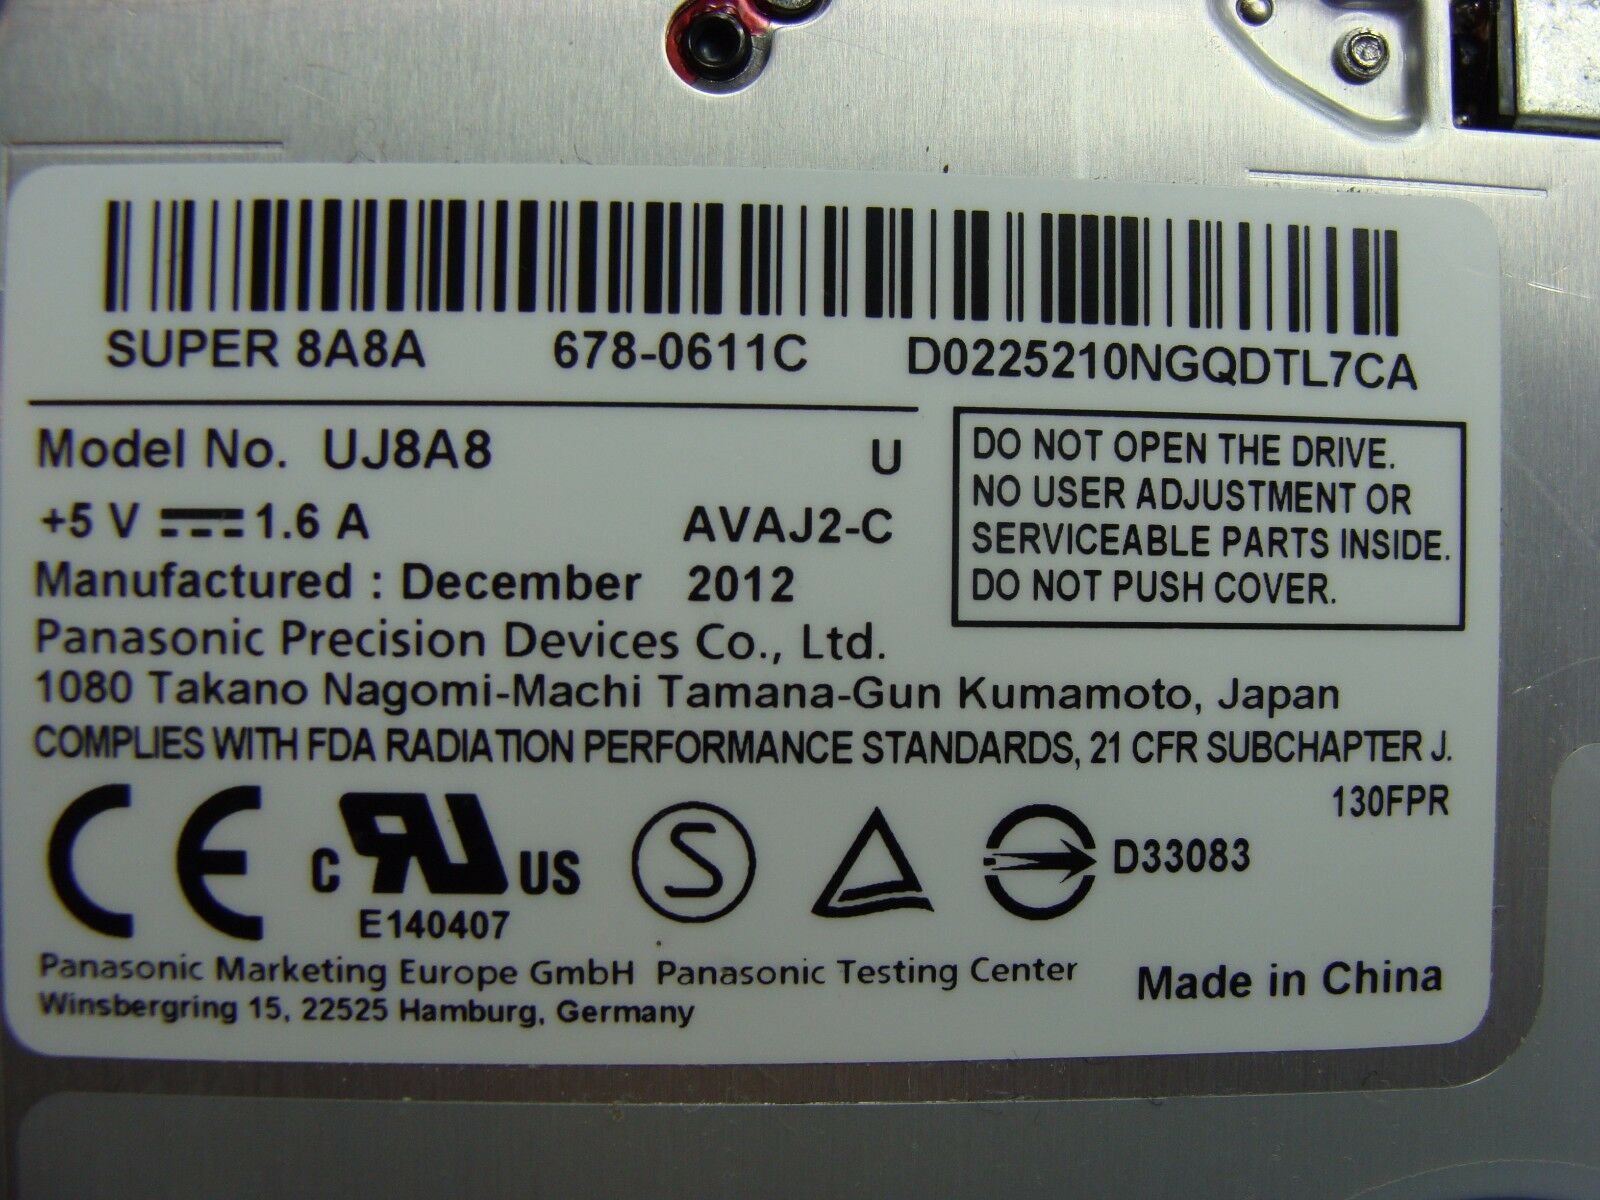 SUPER 8A8A 678-0611C D0225210NGQDTL7CA
Model No. UJ8A8 U
+5 V 1.6 A AVAJ2-C
Manufactured : December 2012
DO NOT OPEN THE DRIVE.
NO USER ADJUSTMENT OR
SERVICEABLE PARTS INSIDE.
DO NOT PUSH COVER.
Panasonic Precision Devices Co., Ltd.
1080 Takano Nagomi-Machi Tamana-Gun Kumamoto, Japan
COMPLIES WITH FDA RADIATION PERFORMANCE STANDARDS, 21 CFR SUBCHAPTER J.
130FPR
CE C RU US S D33083
E140407
Panasonic Marketing Europe GmbH Panasonic Testing Center
Winsbergring 15, 22525 Hamburg, Germany
Made in China